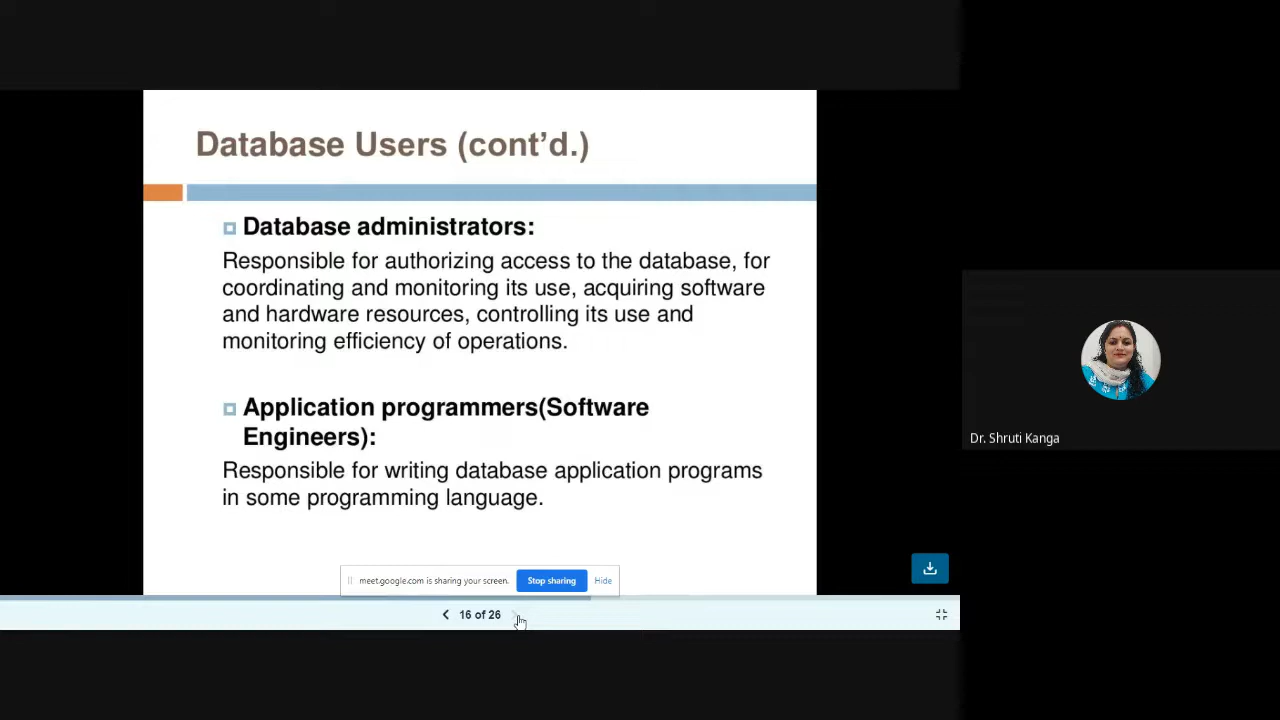 Database Users (cont’d.)
Database administrators:
Responsible for authorizing access to the database, for
coordinating and monitoring its use, acquiring software
and hardware resources, controlling its use and
monitoring efficiency of operations.
Application programmers(Software
Engineers):
Responsible for writing database application programs
in some programming language.
meet.google.com is sharing your screen. Stop sharing Hide
16 of 26
Dr. Shruti Kanga